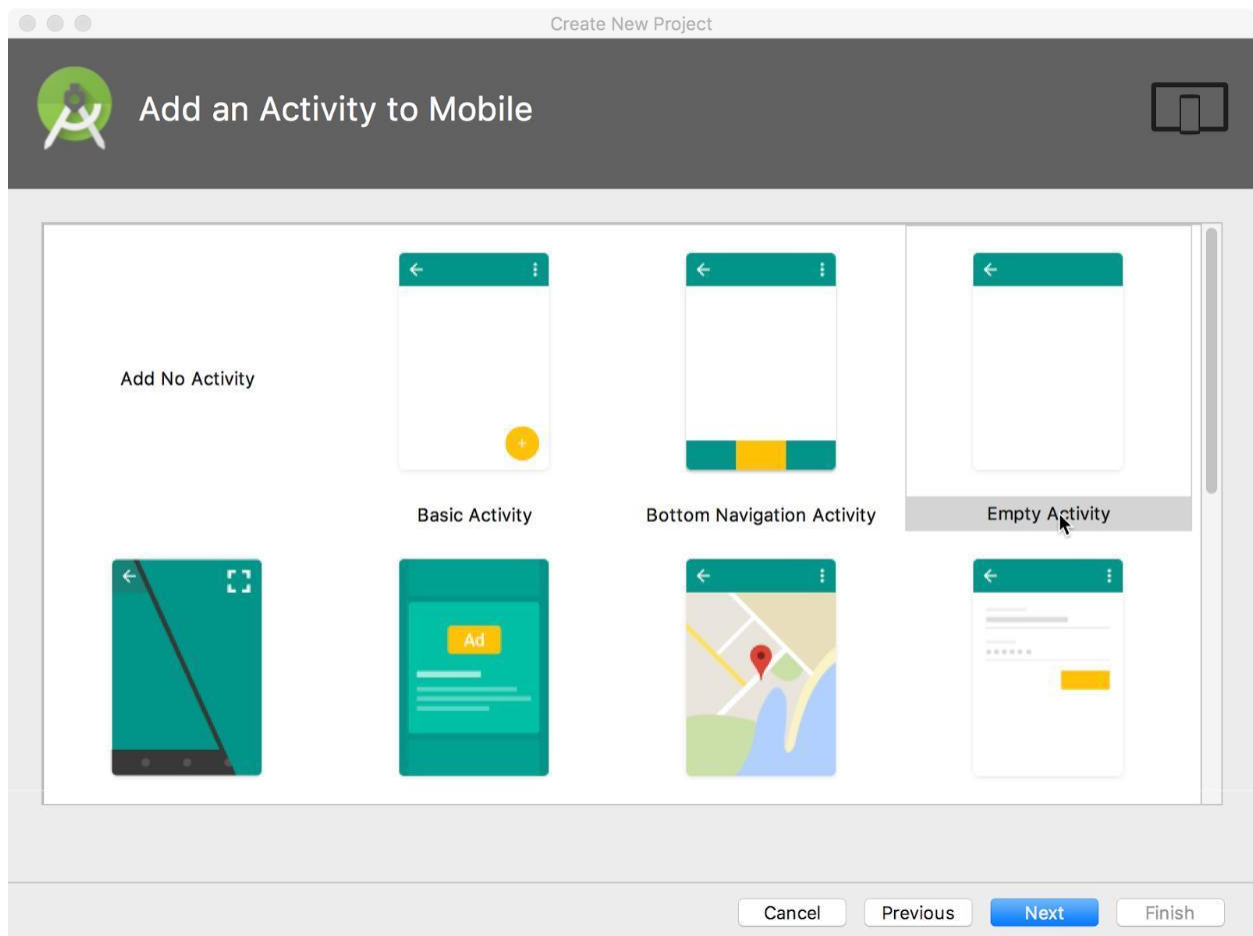 Create New Project
Add an Activity to Mobile
Add No Activity
Basic Activity
Bottom Navigation Activity
Empty Activity
Ad
Cancel
Previous
Next
Finish